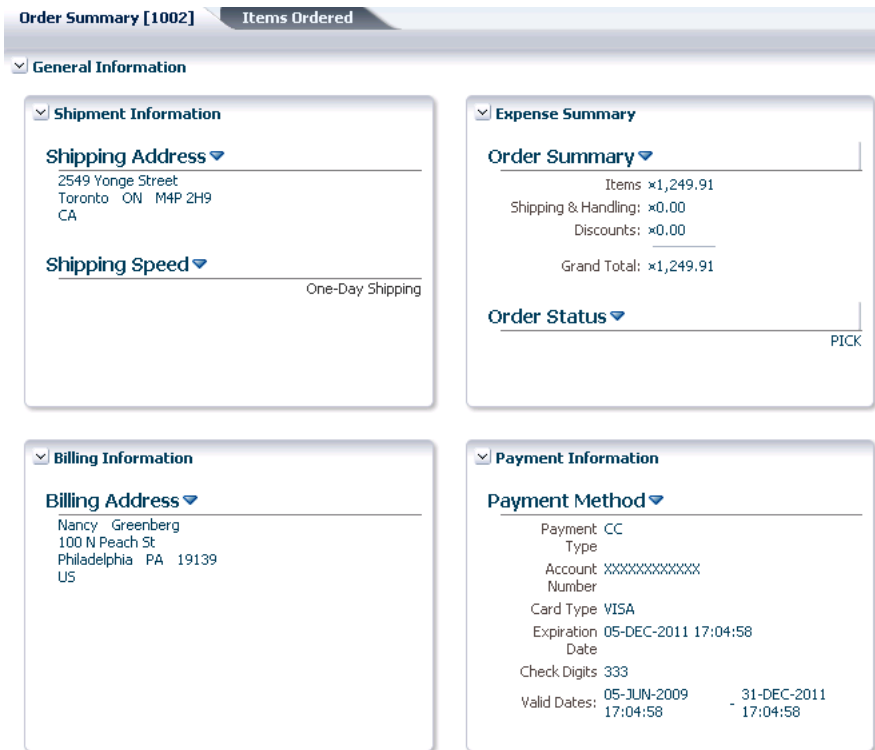 Order Summary [1002]
Items Ordered
General Information
Shipment Information
Shipping Address
2549 Yonge Street
Toronto ON M4P 2H9
CA
Shipping Speed
One-Day Shipping
Expense Summary
Order Summary
Items ¤1,249.91
Shipping & Handling: ¤0.00
Discounts: ¤0.00
Grand Total: ¤1,249.91
Order Status
PICK
Billing Information
Billing Address
Nancy Greenberg
100 N Peach St
Philadelphia PA 19139
US
Payment Information
Payment Method
Payment Type CC
Account Number XXXXXXXXXXXX
Card Type VISA
Expiration Date 05-DEC-2011 17:04:58
Check Digits 333
Valid Dates: 05-JUN-2009 17:04:58 - 31-DEC-2011 17:04:58